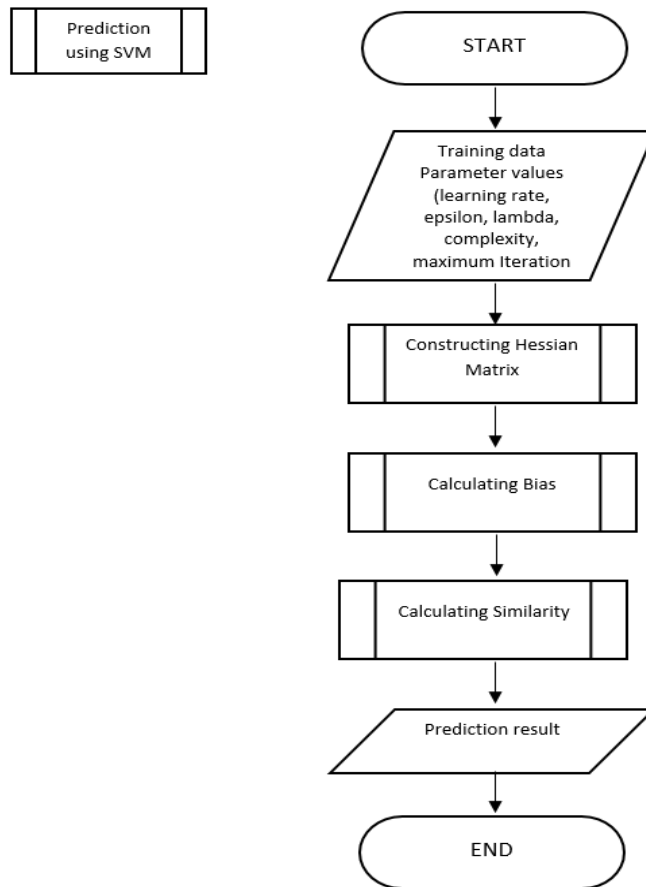 Prediction
using SVM
START
Training data
Parameter values
(learning rate,
epsilon, lambda,
complexity,
maximum Iteration
Constructing Hessian
Matrix
Calculating Bias
Calculating Similarity
Prediction result
END